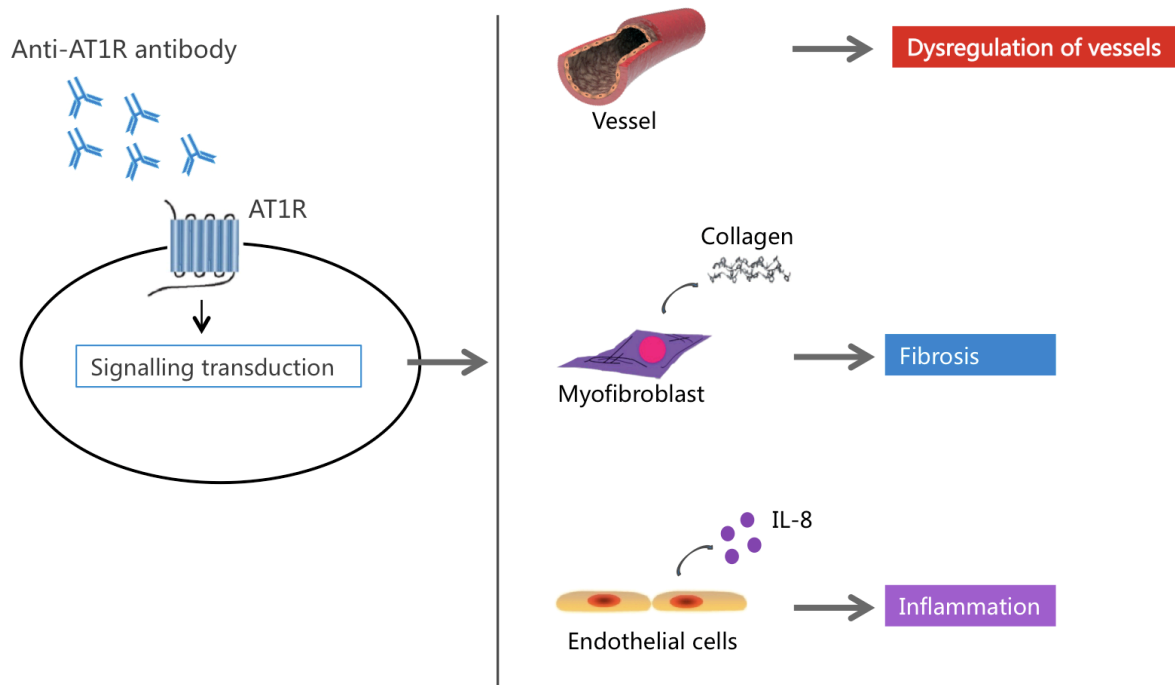 Anti-AT1R antibody
AT1R
Signalling transduction
Vessel
Dysregulation of vessels
Collagen
Myofibroblast
Fibrosis
IL-8
Endothelial cells
Inflammation